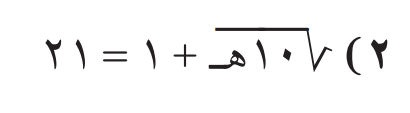 ٢) √١٠هـ + ١ = ٢١